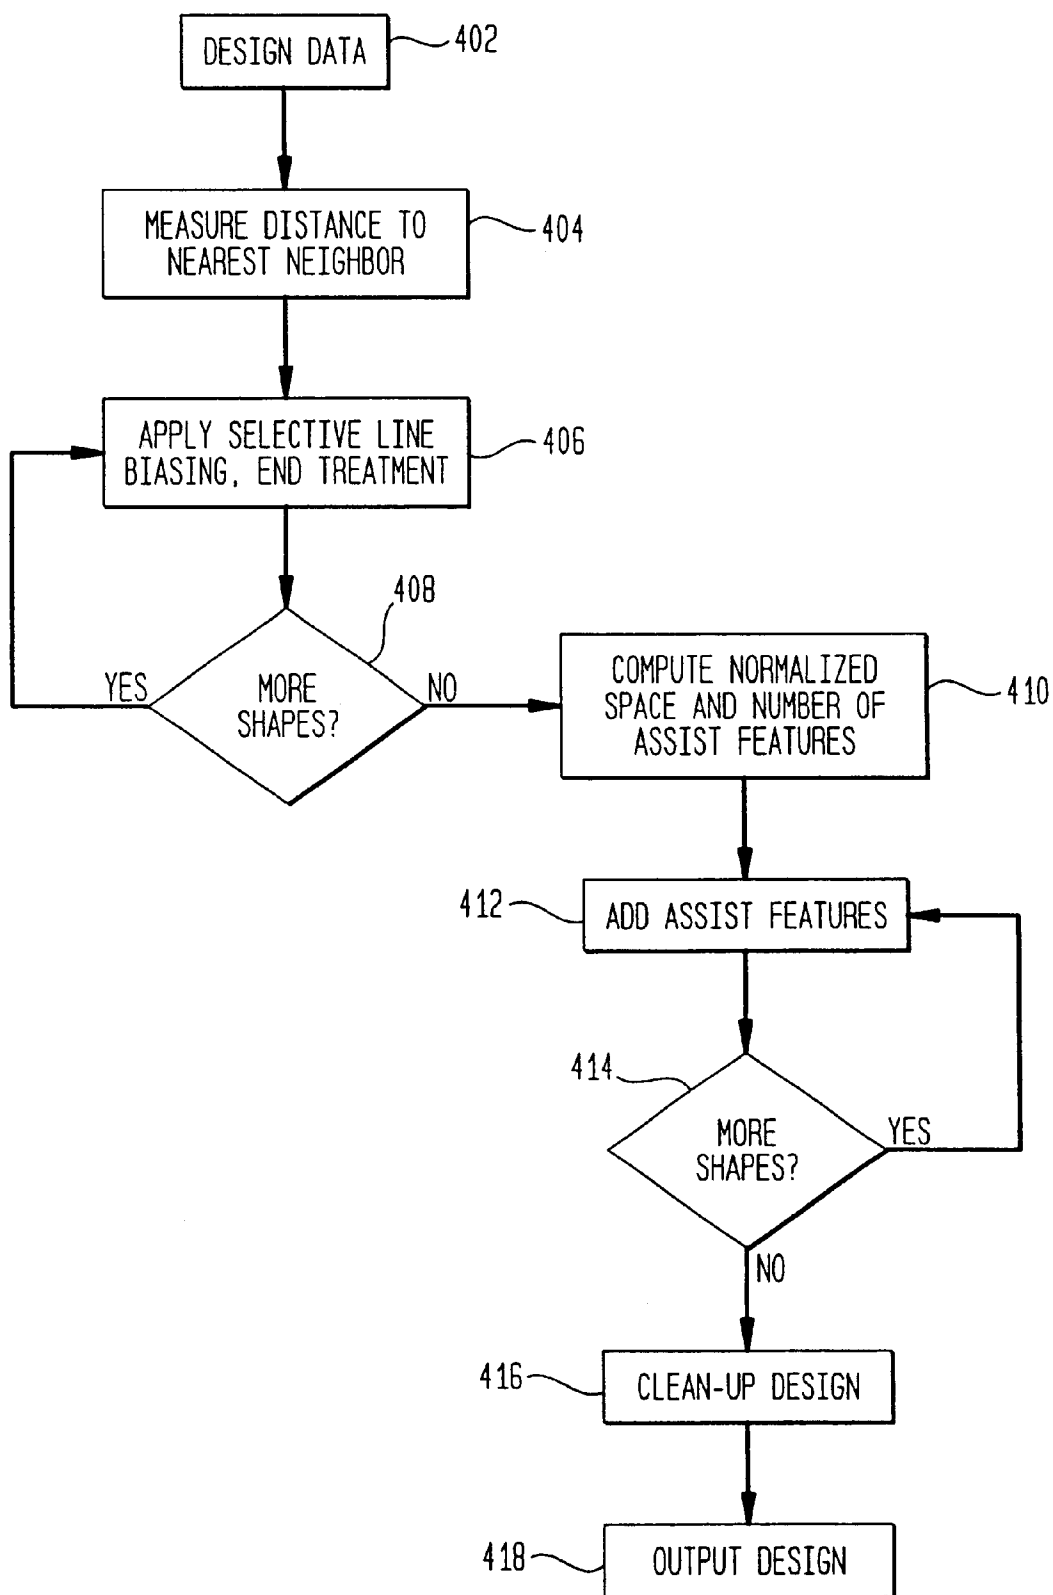 DESIGN DATA
402
MEASURE DISTANCE TO
NEAREST NEIGHBOR
404
APPLY SELECTIVE LINE
BIASING, END TREATMENT
406
408
YES
MORE
SHAPES?
NO
COMPUTE NORMALIZED
SPACE AND NUMBER OF
ASSIST FEATURES
410
412
ADD ASSIST FEATURES
414
MORE
SHAPES?
YES
NO
416
CLEAN-UP DESIGN
418
OUTPUT DESIGN